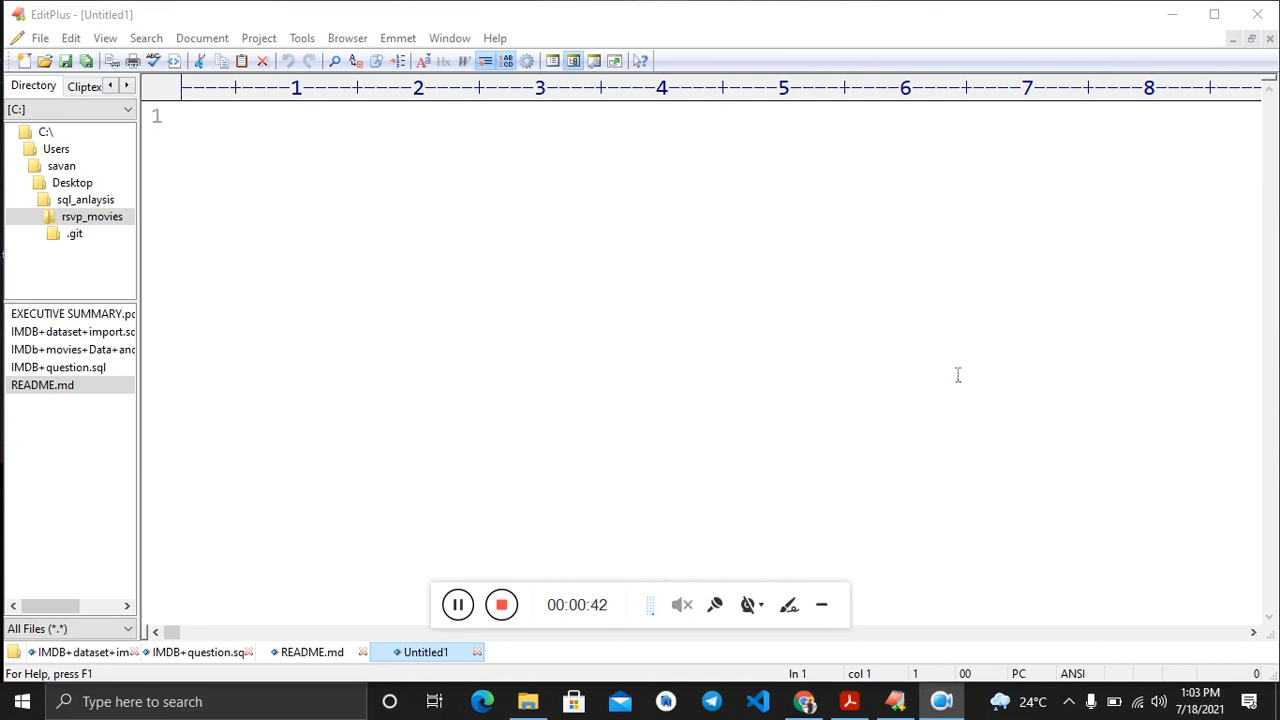 EditPlus - [Untitled1]
File Edit View Search Document Project Tools Browser Emmet Window Help
Directory Cliptex
----+----1----+----2----+----3----+----4----+----5----+----6----+----7----+----8----+----
[C:]
1
C:\
Users
savan
Desktop
sql_anlaysis
rsvp_movies
.git
EXECUTIVE SUMMARY.pc
IMDB+dataset+import.sc
IMDb+movies+Data+anc
IMDB+question.sql
README.md
00:00:42
All Files (*.*)
IMDB+dataset+im IMDB+question.sq README.md Untitled1
For Help, press F1 ln 1 col 1 1 00 PC ANSI 0
Type here to search 24°C 1:03 PM
7/18/2021